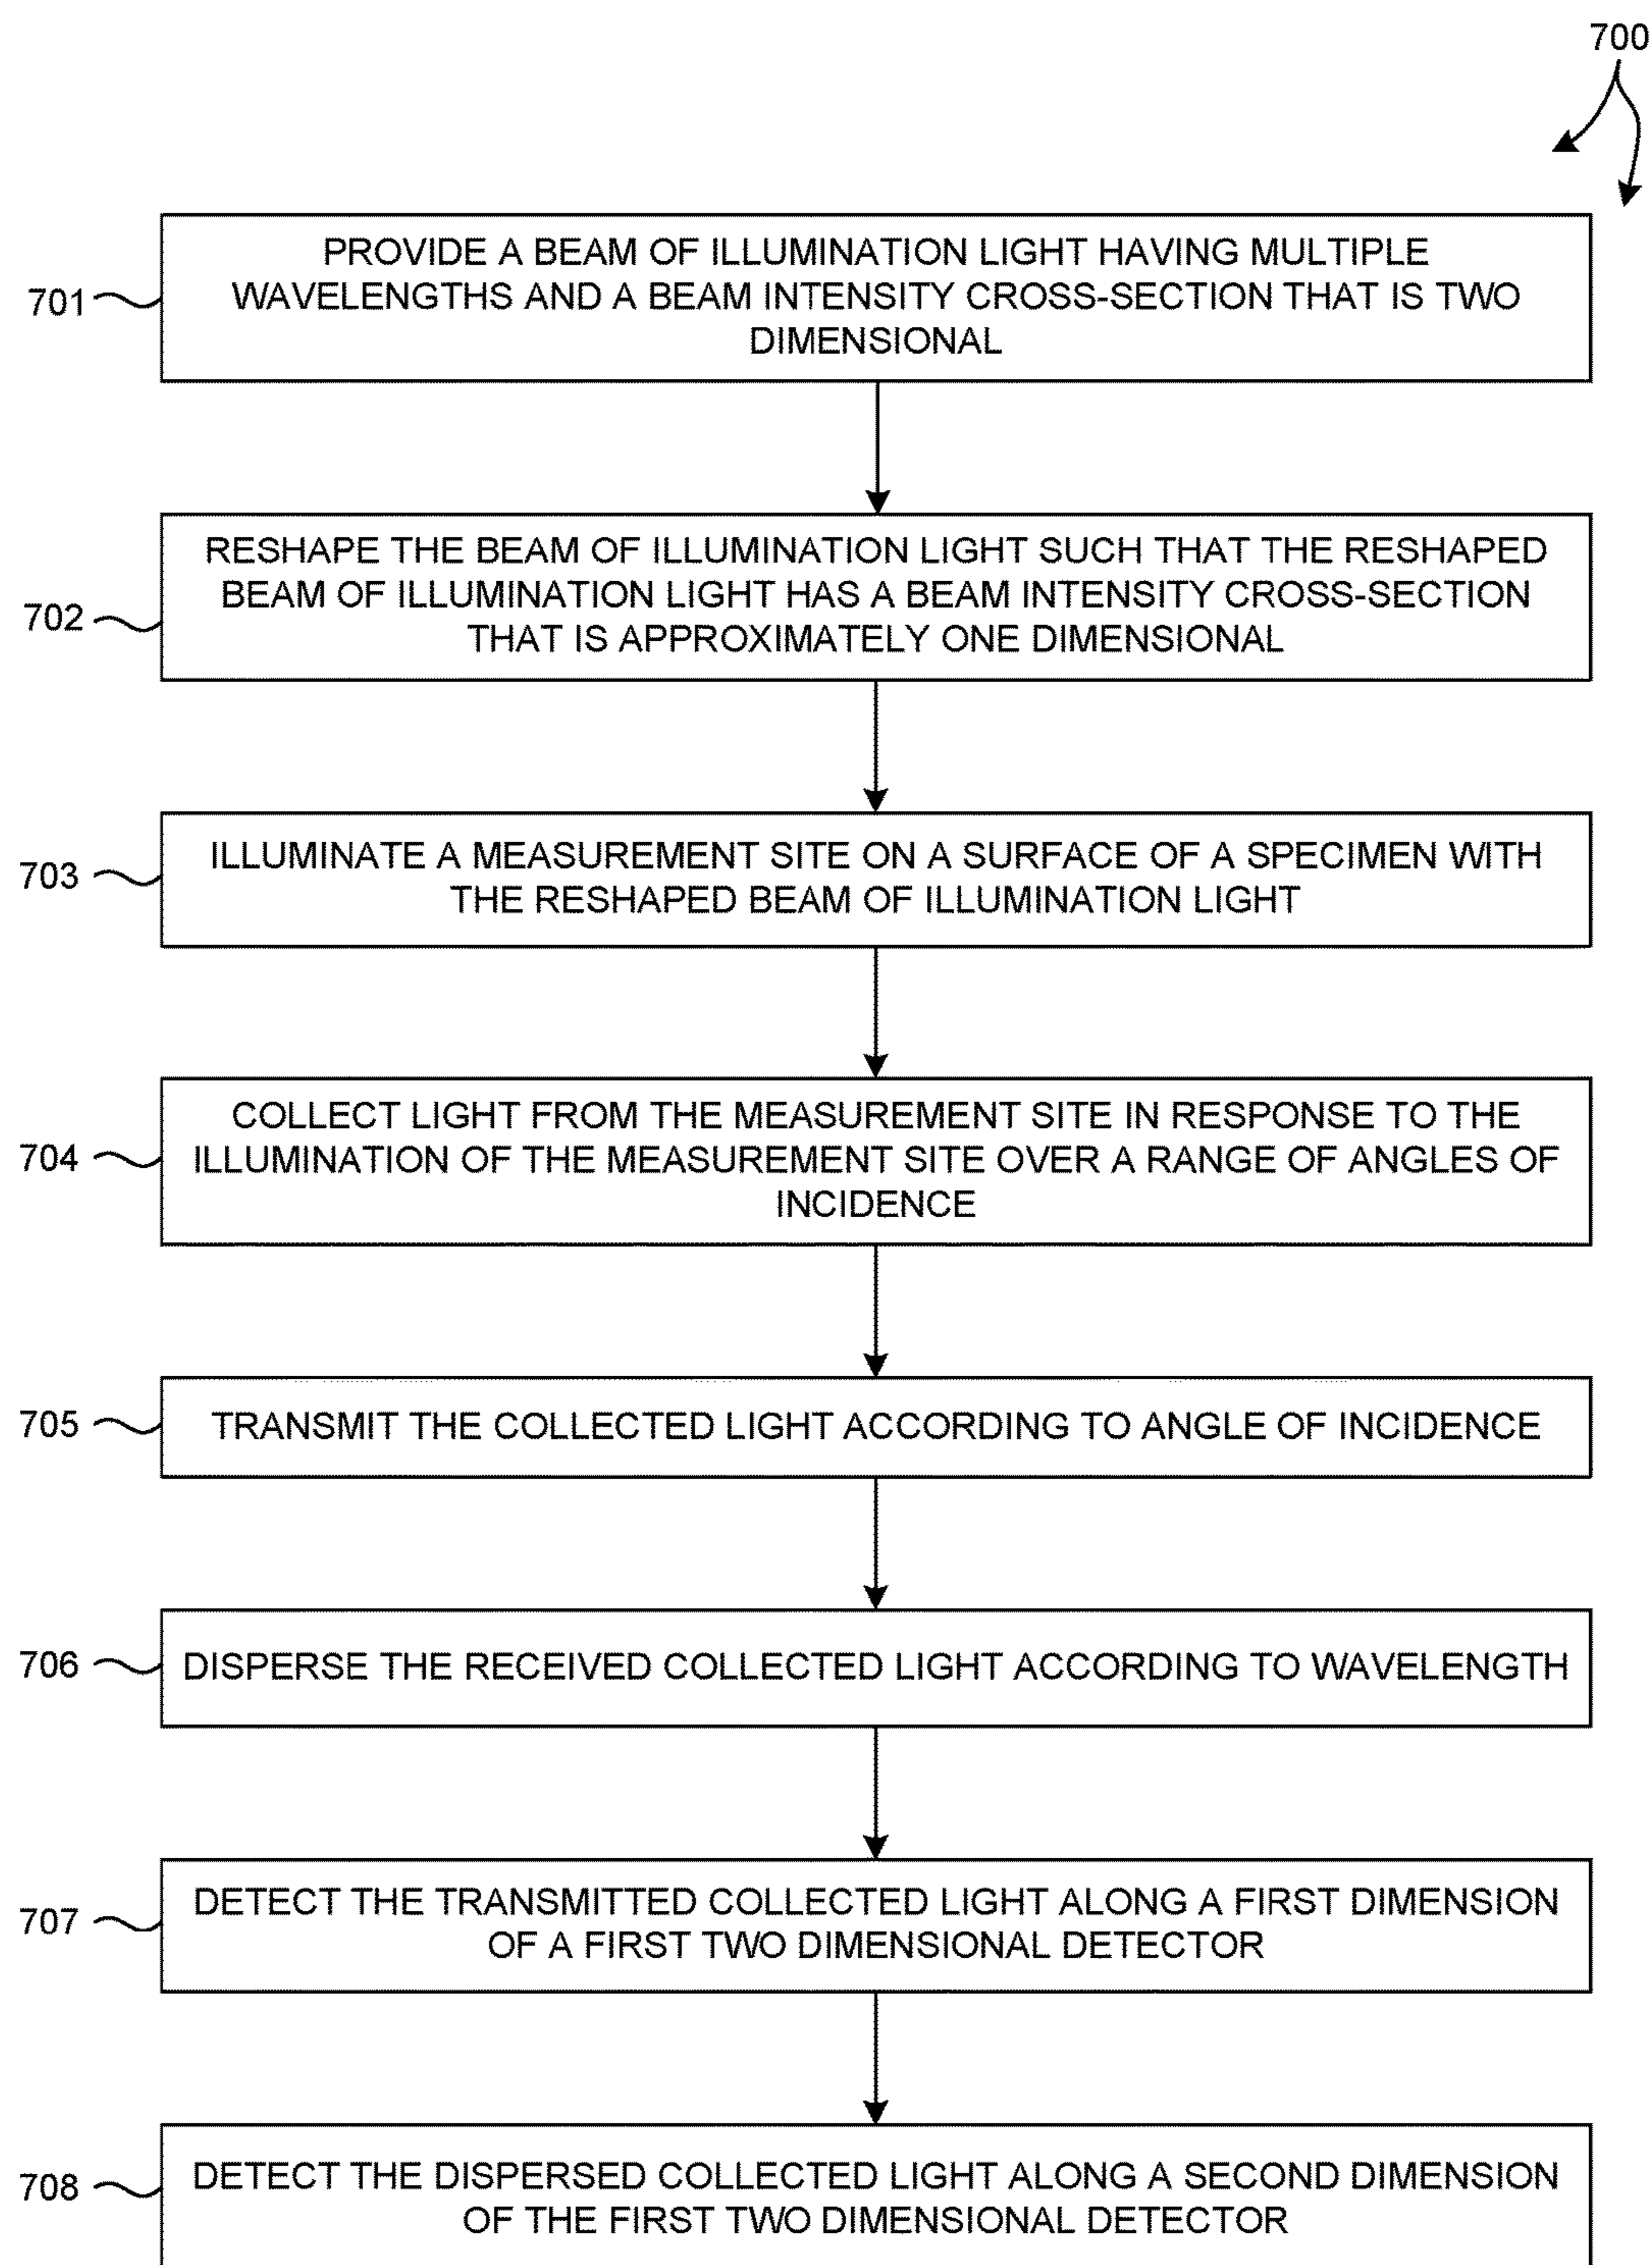 700
701
PROVIDE A BEAM OF ILLUMINATION LIGHT HAVING MULTIPLE
WAVELENGTHS AND A BEAM INTENSITY CROSS-SECTION THAT IS TWO
DIMENSIONAL
702
RESHAPE THE BEAM OF ILLUMINATION LIGHT SUCH THAT THE RESHAPED
BEAM OF ILLUMINATION LIGHT HAS A BEAM INTENSITY CROSS-SECTION
THAT IS APPROXIMATELY ONE DIMENSIONAL
703
ILLUMINATE A MEASUREMENT SITE ON A SURFACE OF A SPECIMEN WITH
THE RESHAPED BEAM OF ILLUMINATION LIGHT
704
COLLECT LIGHT FROM THE MEASUREMENT SITE IN RESPONSE TO THE
ILLUMINATION OF THE MEASUREMENT SITE OVER A RANGE OF ANGLES OF
INCIDENCE
705
TRANSMIT THE COLLECTED LIGHT ACCORDING TO ANGLE OF INCIDENCE
706
DISPERSE THE RECEIVED COLLECTED LIGHT ACCORDING TO WAVELENGTH
707
DETECT THE TRANSMITTED COLLECTED LIGHT ALONG A FIRST DIMENSION
OF A FIRST TWO DIMENSIONAL DETECTOR
708
DETECT THE DISPERSED COLLECTED LIGHT ALONG A SECOND DIMENSION
OF THE FIRST TWO DIMENSIONAL DETECTOR